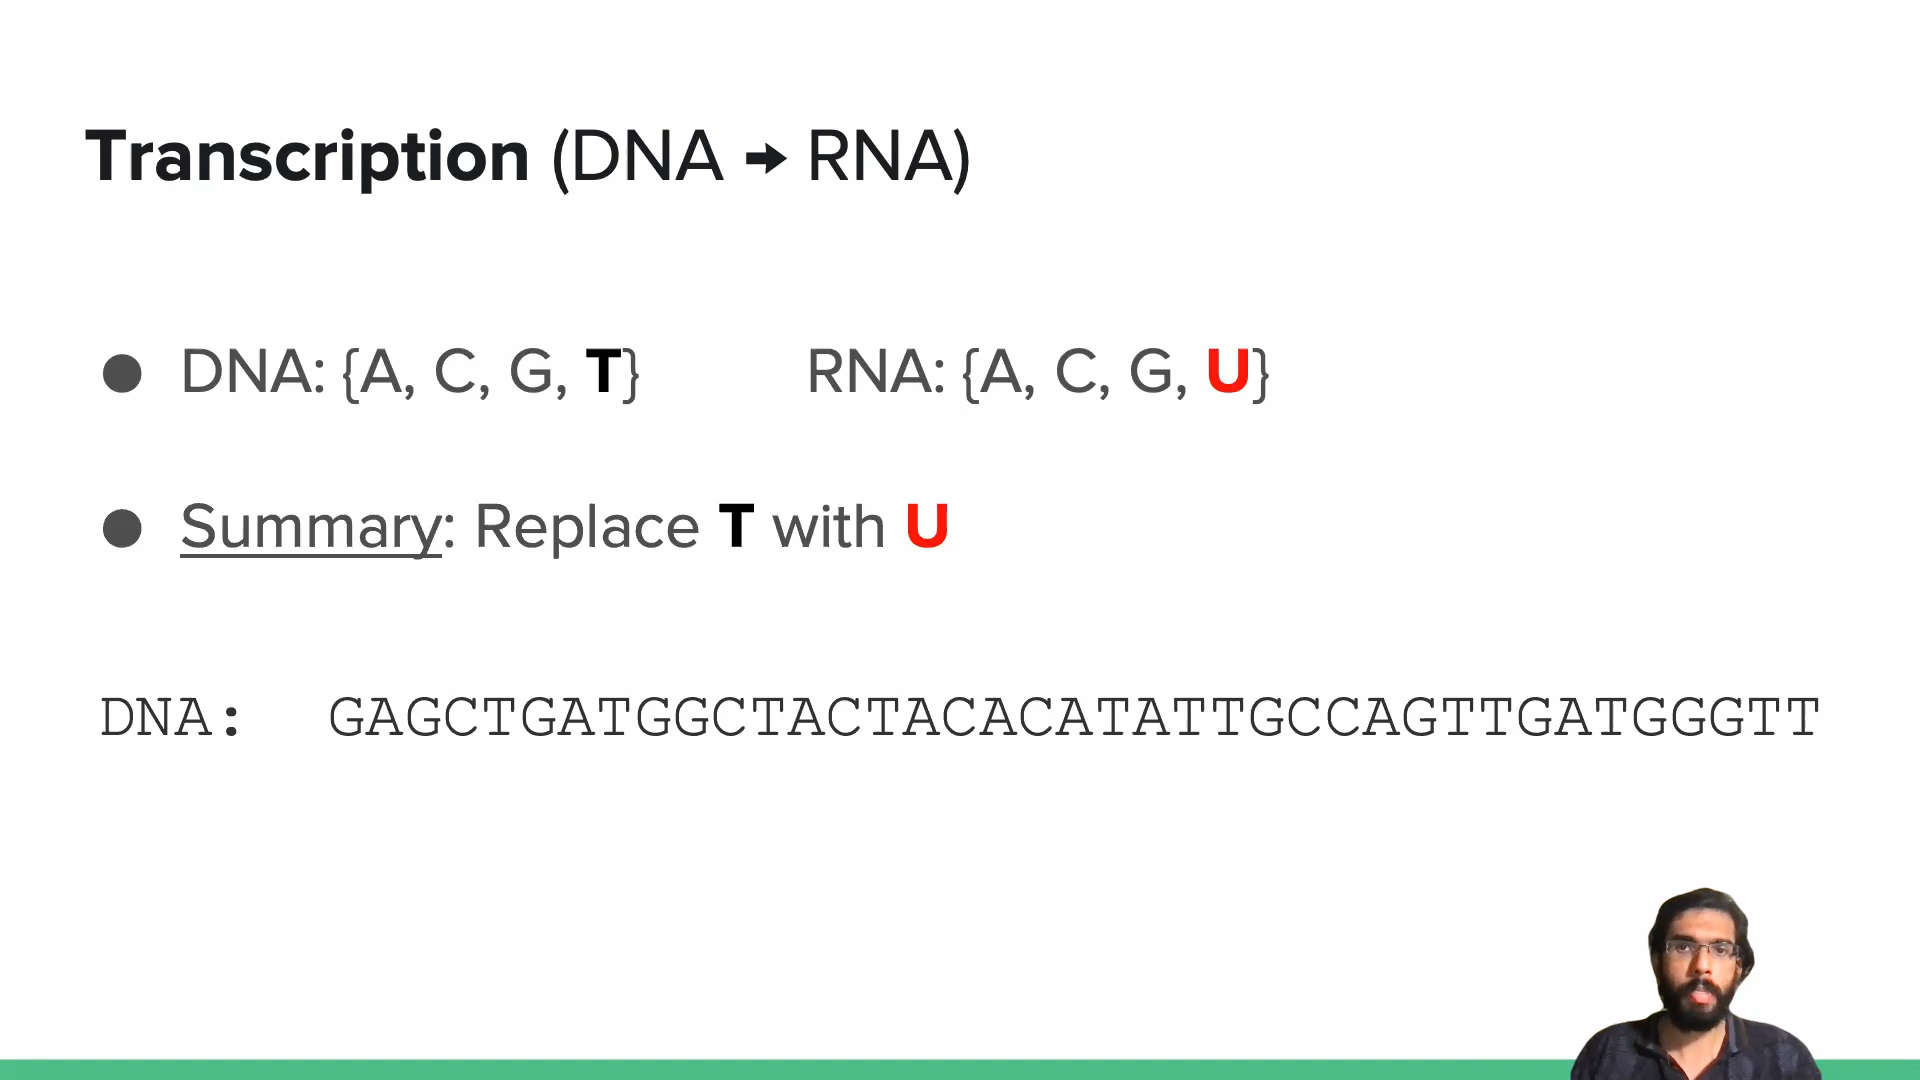 Transcription (DNA → RNA)
● DNA: {A, C, G, T} RNA: {A, C, G, U}
● Summary: Replace T with U
DNA: GAGCTGATGGCTACTACACATATTGCCAGTTGATGGGTT